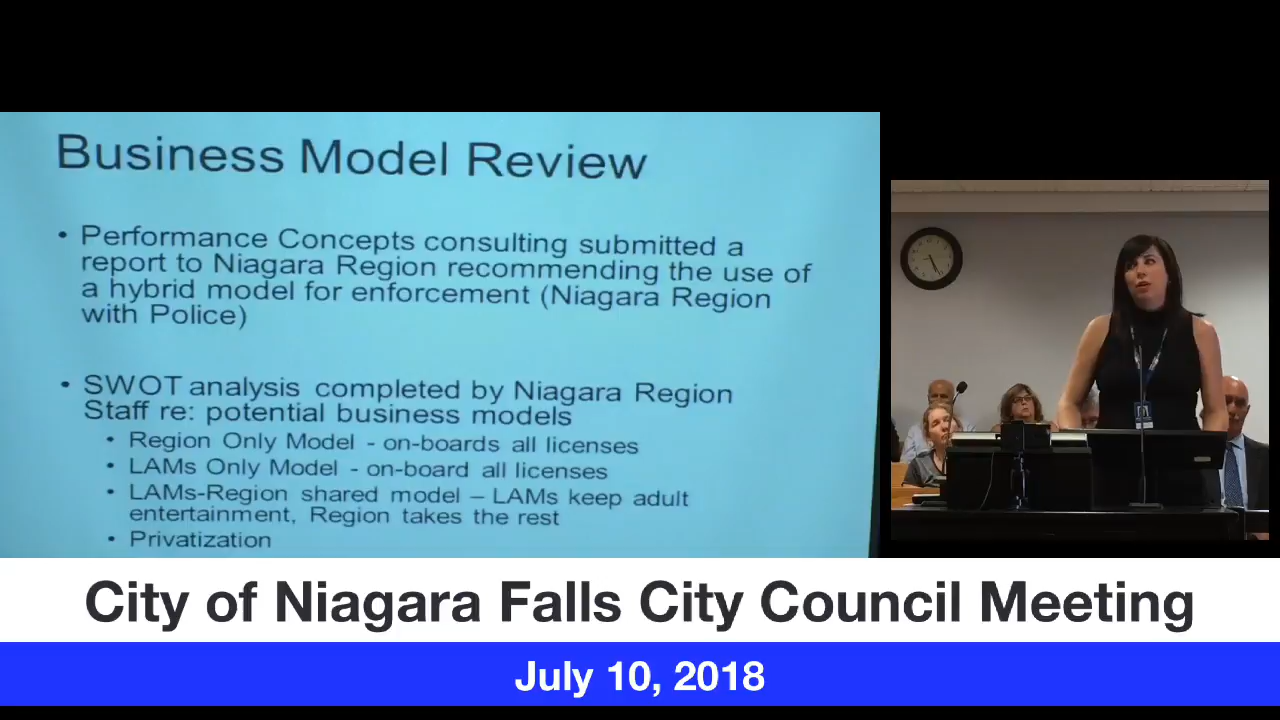 Business Model Review
• Performance Concepts consulting submitted a
report to Niagara Region recommending the use of
a hybrid model for enforcement (Niagara Region
with Police)
• SWOT analysis completed by Niagara Region
Staff re: potential business models
• Region Only Model - on-boards all licenses
• LAMs Only Model - on-board all licenses
• LAMs-Region shared model – LAMs keep adult
entertainment, Region takes the rest
• Privatization
City of Niagara Falls City Council Meeting
July 10, 2018